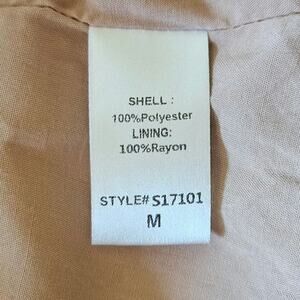 SHELL :
100%Polyester
LINING:
100%Rayon
STYLE# S17101
M